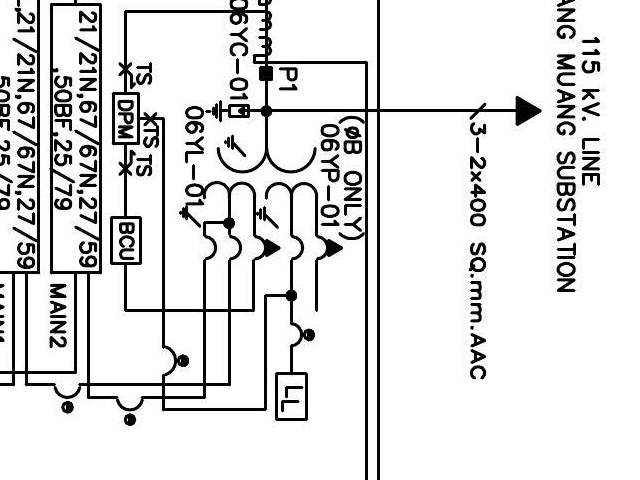 115 kV. LINE
ANG MUANG SUBSTATION
3-2x400 SQ.mm.AAC
(øB ONLY)
06YP-01
P1
06YC-01
06YL-01
LL
TS
TS
TS
DPM
BCU
21/21N,67/67N,27/59
,50BF,25/79
MAIN2
,21/21N,67/67N,27/59
,50BF,25/79
MAIN1